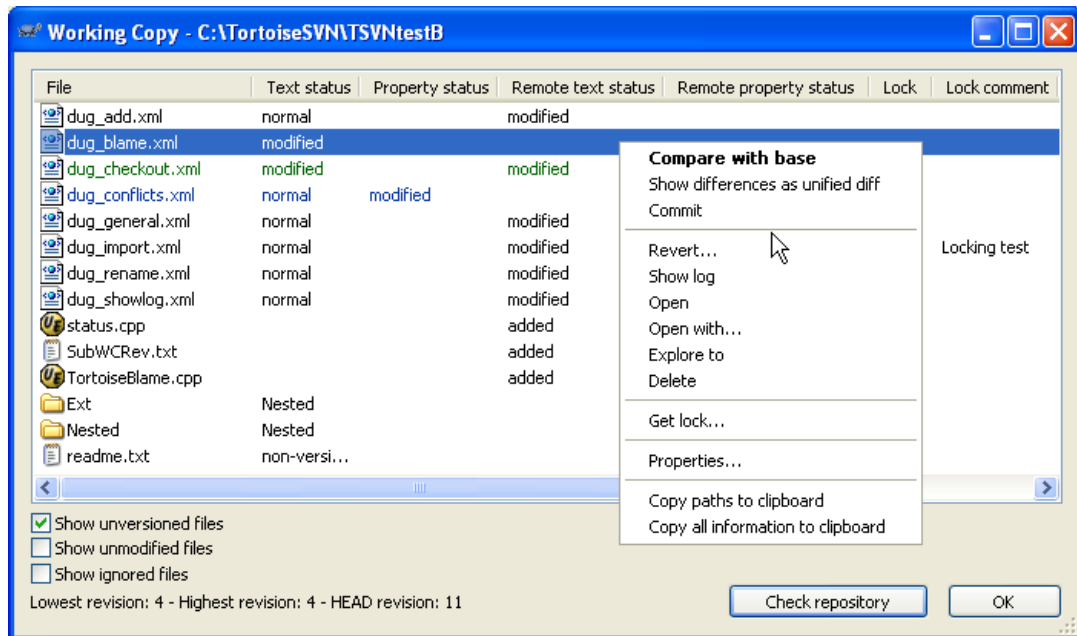 Working Copy - C:\TortoiseSVN\TSVNtestB
File Text status Property status Remote text status Remote property status Lock Lock comment
dug_add.xml normal modified
dug_blame.xml modified
dug_checkout.xml modified modified
dug_conflicts.xml normal modified
dug_general.xml normal modified
dug_import.xml normal modified Locking test
dug_rename.xml normal modified
dug_showlog.xml normal modified
status.cpp added
SubWCRev.txt added
TortoiseBlame.cpp added
Ext Nested
Nested Nested
readme.txt non-versi...
Compare with base
Show differences as unified diff
Commit
Revert...
Show log
Open
Open with...
Explore to
Delete
Get lock...
Properties...
Copy paths to clipboard
Copy all information to clipboard
Show unversioned files
Show unmodified files
Show ignored files
Lowest revision: 4 - Highest revision: 4 - HEAD revision: 11
Check repository
OK